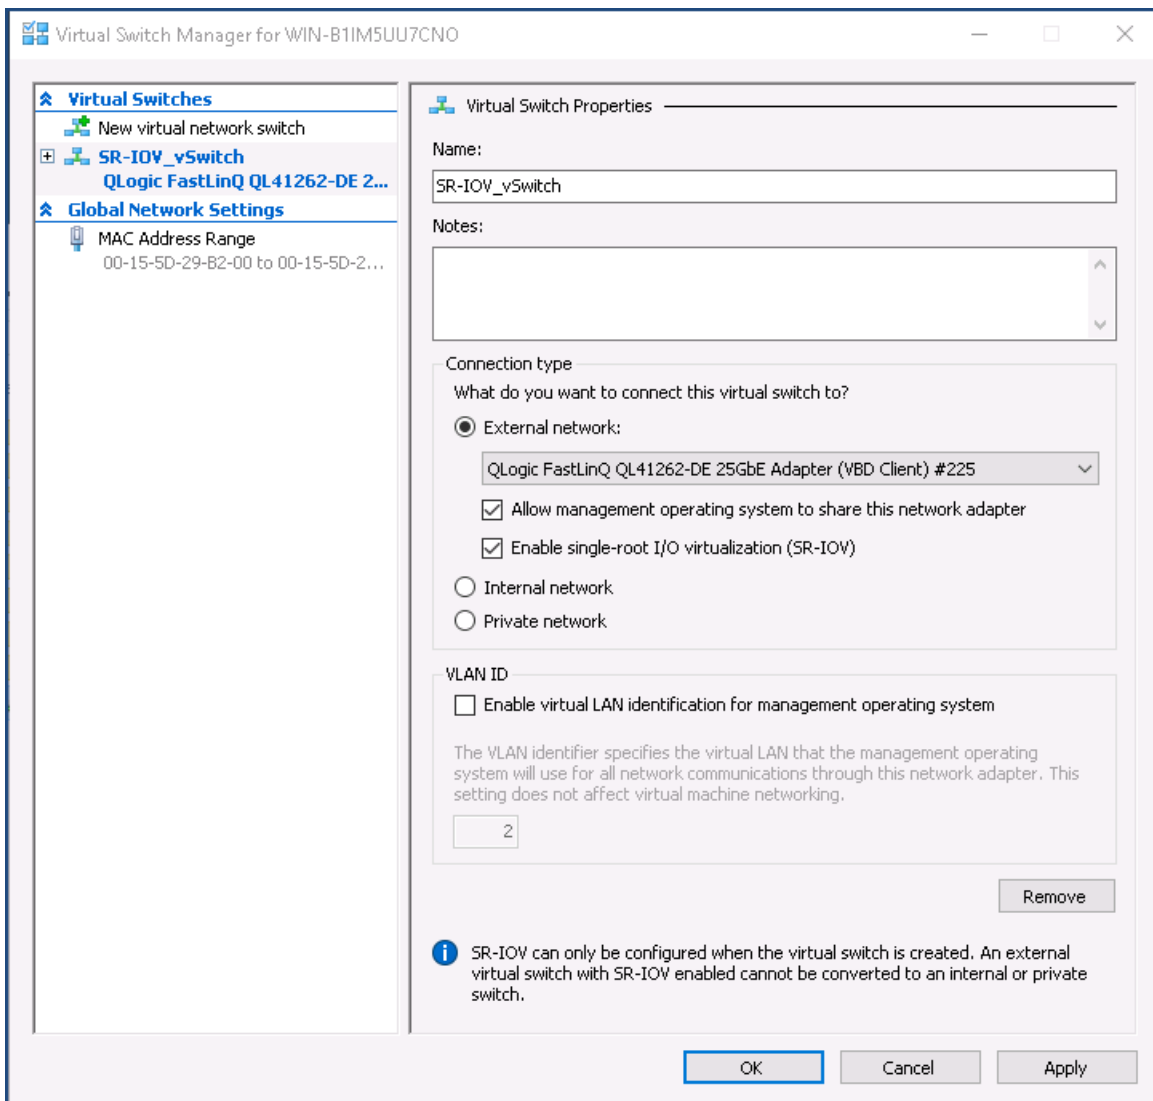 Virtual Switch Manager for WIN-B1IM5UU7CNO
Virtual Switches
New virtual network switch
SR-IOV_vSwitch
QLogic FastLinQ QL41262-DE 2...
Global Network Settings
MAC Address Range
00-15-5D-29-B2-00 to 00-15-5D-2...
Virtual Switch Properties
Name:
SR-IOV_vSwitch
Notes:
Connection type
What do you want to connect this virtual switch to?
External network:
QLogic FastLinQ QL41262-DE 25GbE Adapter (VBD Client) #225
Allow management operating system to share this network adapter
Enable single-root I/O virtualization (SR-IOV)
Internal network
Private network
VLAN ID
Enable virtual LAN identification for management operating system
The VLAN identifier specifies the virtual LAN that the management operating
system will use for all network communications through this network adapter. This
setting does not affect virtual machine networking.
2
Remove
SR-IOV can only be configured when the virtual switch is created. An external
virtual switch with SR-IOV enabled cannot be converted to an internal or private
switch.
OK
Cancel
Apply